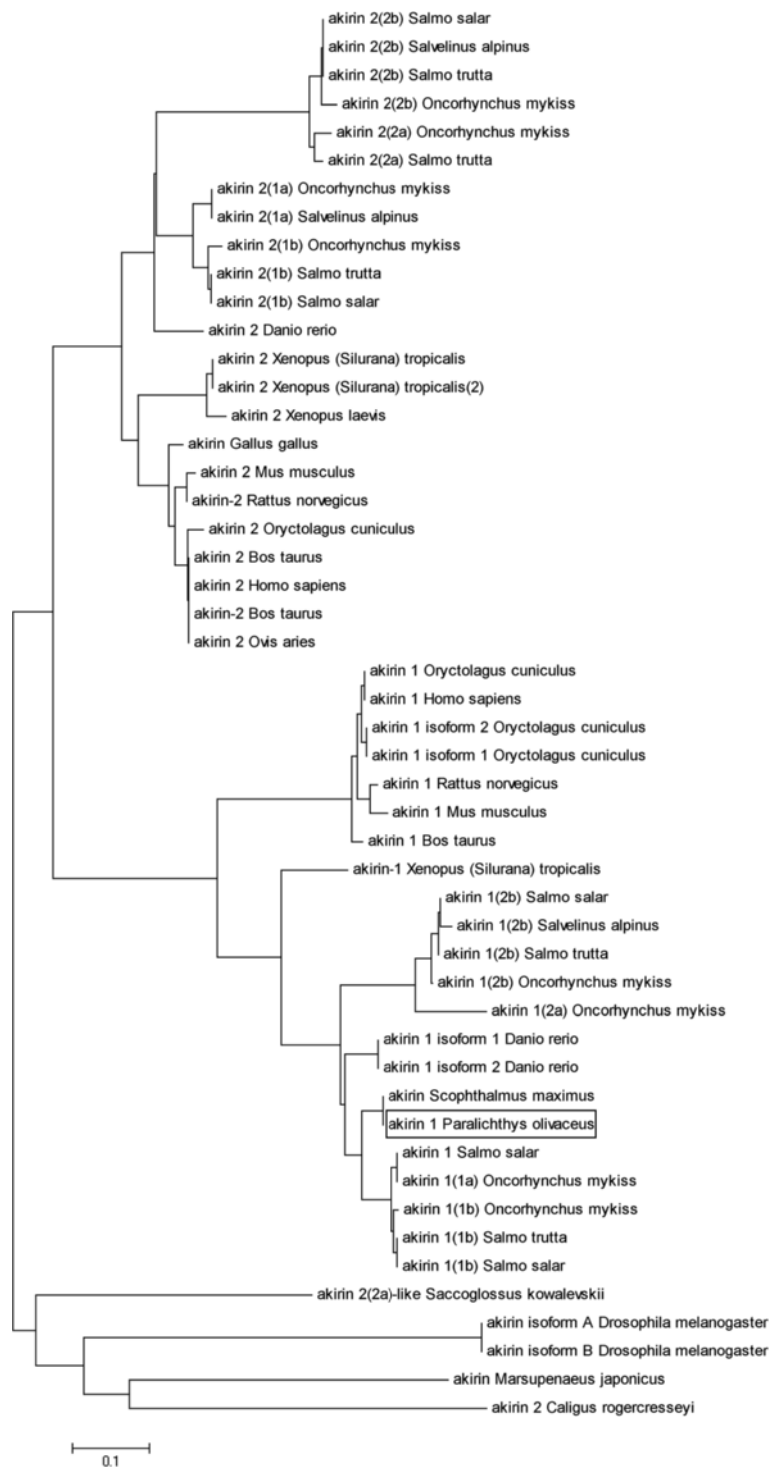 akirin 2(2b) Salmo salar
akirin 2(2b) Salvelinus alpinus
akirin 2(2b) Salmo trutta
akirin 2(2b) Oncorhynchus mykiss
akirin 2(2a) Oncorhynchus mykiss
akirin 2(2a) Salmo trutta
akirin 2(1a) Oncorhynchus mykiss
akirin 2(1a) Salvelinus alpinus
akirin 2(1b) Oncorhynchus mykiss
akirin 2(1b) Salmo trutta
akirin 2(1b) Salmo salar
akirin 2 Danio rerio
akirin 2 Xenopus (Silurana) tropicalis
akirin 2 Xenopus (Silurana) tropicalis(2)
akirin 2 Xenopus laevis
akirin Gallus gallus
akirin 2 Mus musculus
akirin-2 Rattus norvegicus
akirin 2 Oryctolagus cuniculus
akirin 2 Bos taurus
akirin 2 Homo sapiens
akirin-2 Bos taurus
akirin 2 Ovis aries
akirin 1 Oryctolagus cuniculus
akirin 1 Homo sapiens
akirin 1 isoform 2 Oryctolagus cuniculus
akirin 1 isoform 1 Oryctolagus cuniculus
akirin 1 Rattus norvegicus
akirin 1 Mus musculus
akirin 1 Bos taurus
akirin-1 Xenopus (Silurana) tropicalis
akirin 1(2b) Salmo salar
akirin 1(2b) Salvelinus alpinus
akirin 1(2b) Salmo trutta
akirin 1(2b) Oncorhynchus mykiss
akirin 1(2a) Oncorhynchus mykiss
akirin 1 isoform 1 Danio rerio
akirin 1 isoform 2 Danio rerio
akirin Scophthalmus maximus
akirin 1 Paralichthys olivaceus
akirin 1 Salmo salar
akirin 1(1a) Oncorhynchus mykiss
akirin 1(1b) Oncorhynchus mykiss
akirin 1(1b) Salmo trutta
akirin 1(1b) Salmo salar
akirin 2(2a)-like Saccoglossus kowalevskii
akirin isoform A Drosophila melanogaster
akirin isoform B Drosophila melanogaster
akirin Marsupenaeus japonicus
akirin 2 Caligus rogercresseyi
0.1